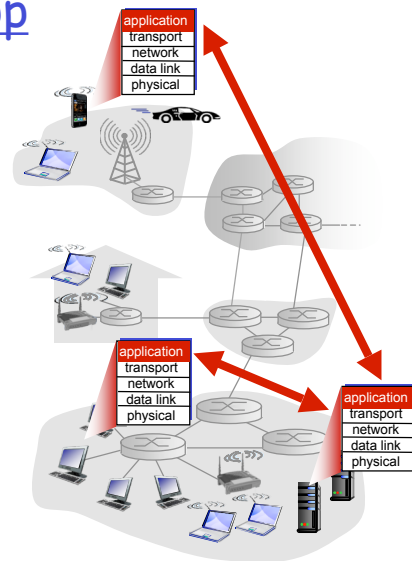 application
transport
network
data link
physical
application
transport
network
data link
physical
application
transport
network
data link
physical